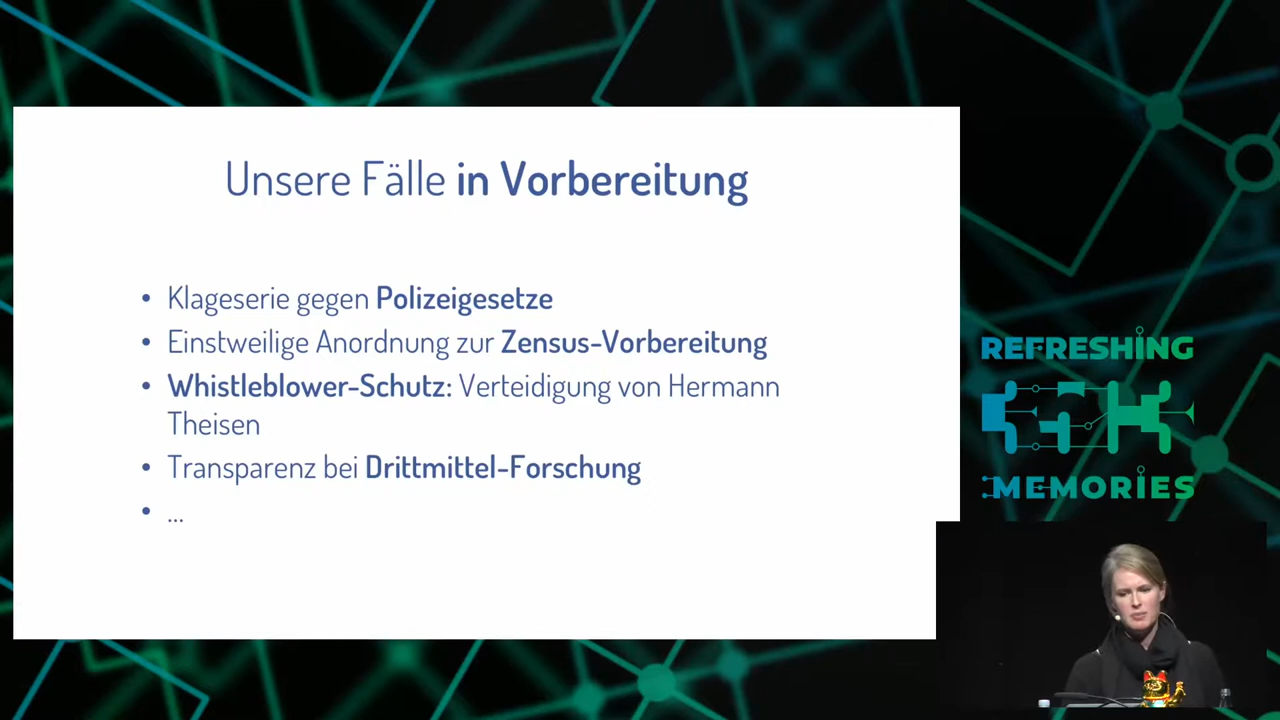 Unsere Fälle in Vorbereitung
• Klageserie gegen Polizeigesetze
• Einstweilige Anordnung zur Zensus-Vorbereitung
• Whistleblower-Schutz: Verteidigung von Hermann
Theisen
• Transparenz bei Drittmittel-Forschung
• ...
REFRESHING
35C3
MEMORIES